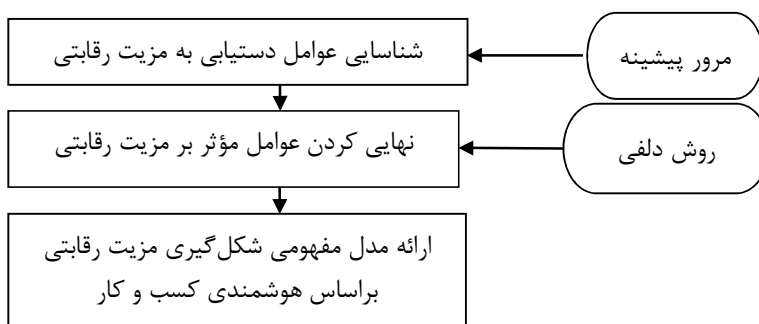 شناسایی عوامل دستیابی به مزیت رقابتی
مرور پیشینه
نهایی کردن عوامل مؤثر بر مزیت رقابتی
روش دلفی
ارائه مدل مفهومی شکل‌گیری مزیت رقابتی
براساس هوشمندی کسب و کار